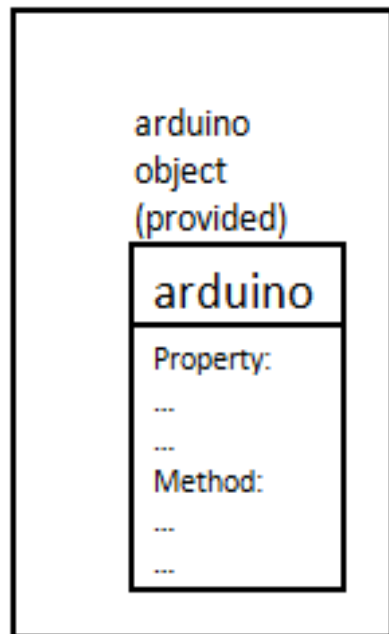 arduino
object
(provided)
arduino
Property:
...
...
Method:
...
...